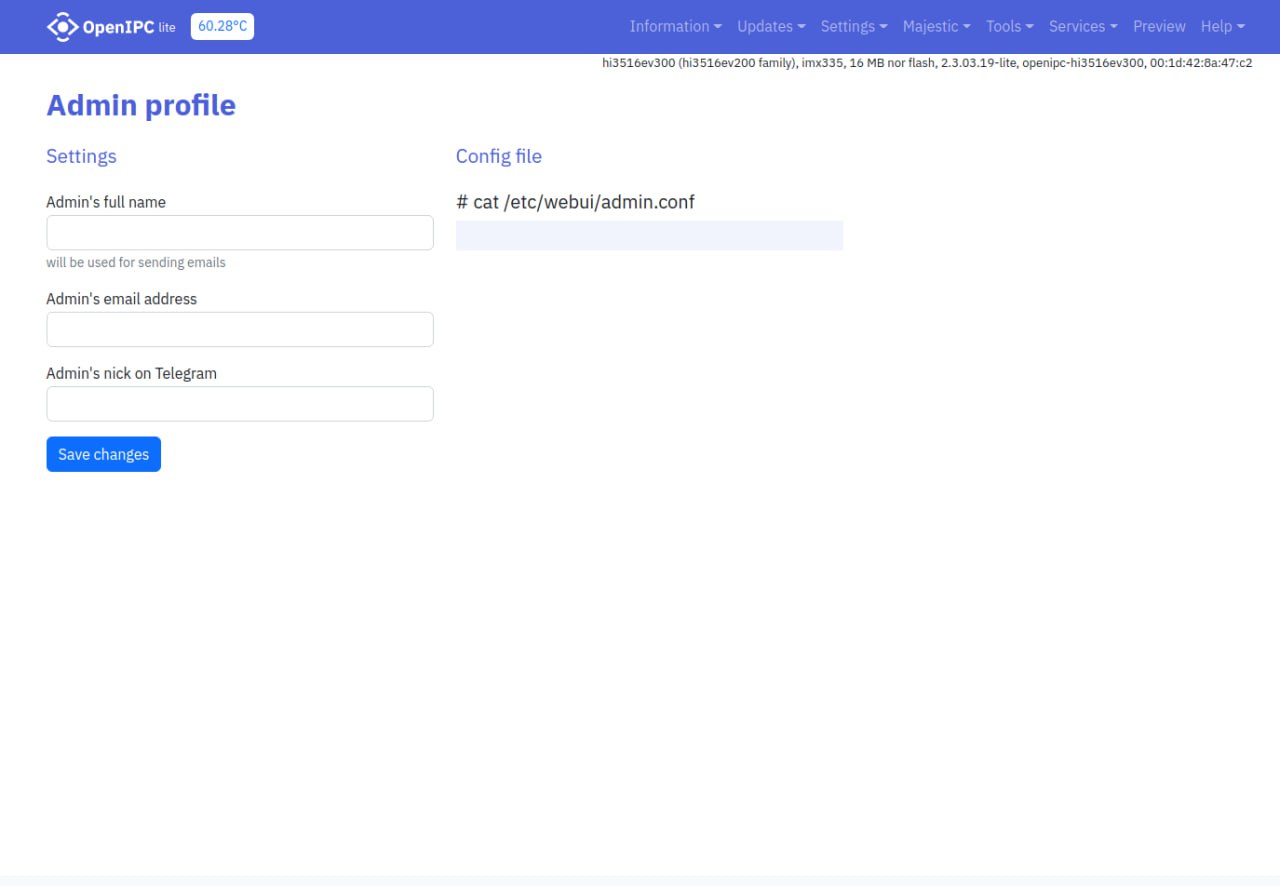 OpenIPC lite 60.28°C Information Updates Settings Majestic Tools Services Preview Help
hi3516ev300 (hi3516ev200 family), imx335, 16 MB nor flash, 2.3.03.19-lite, openipc-hi3516ev300, 00:1d:42:8a:47:c2
Admin profile
Settings
Admin's full name
will be used for sending emails
Admin's email address
Admin's nick on Telegram
Save changes
Config file
# cat /etc/webui/admin.conf